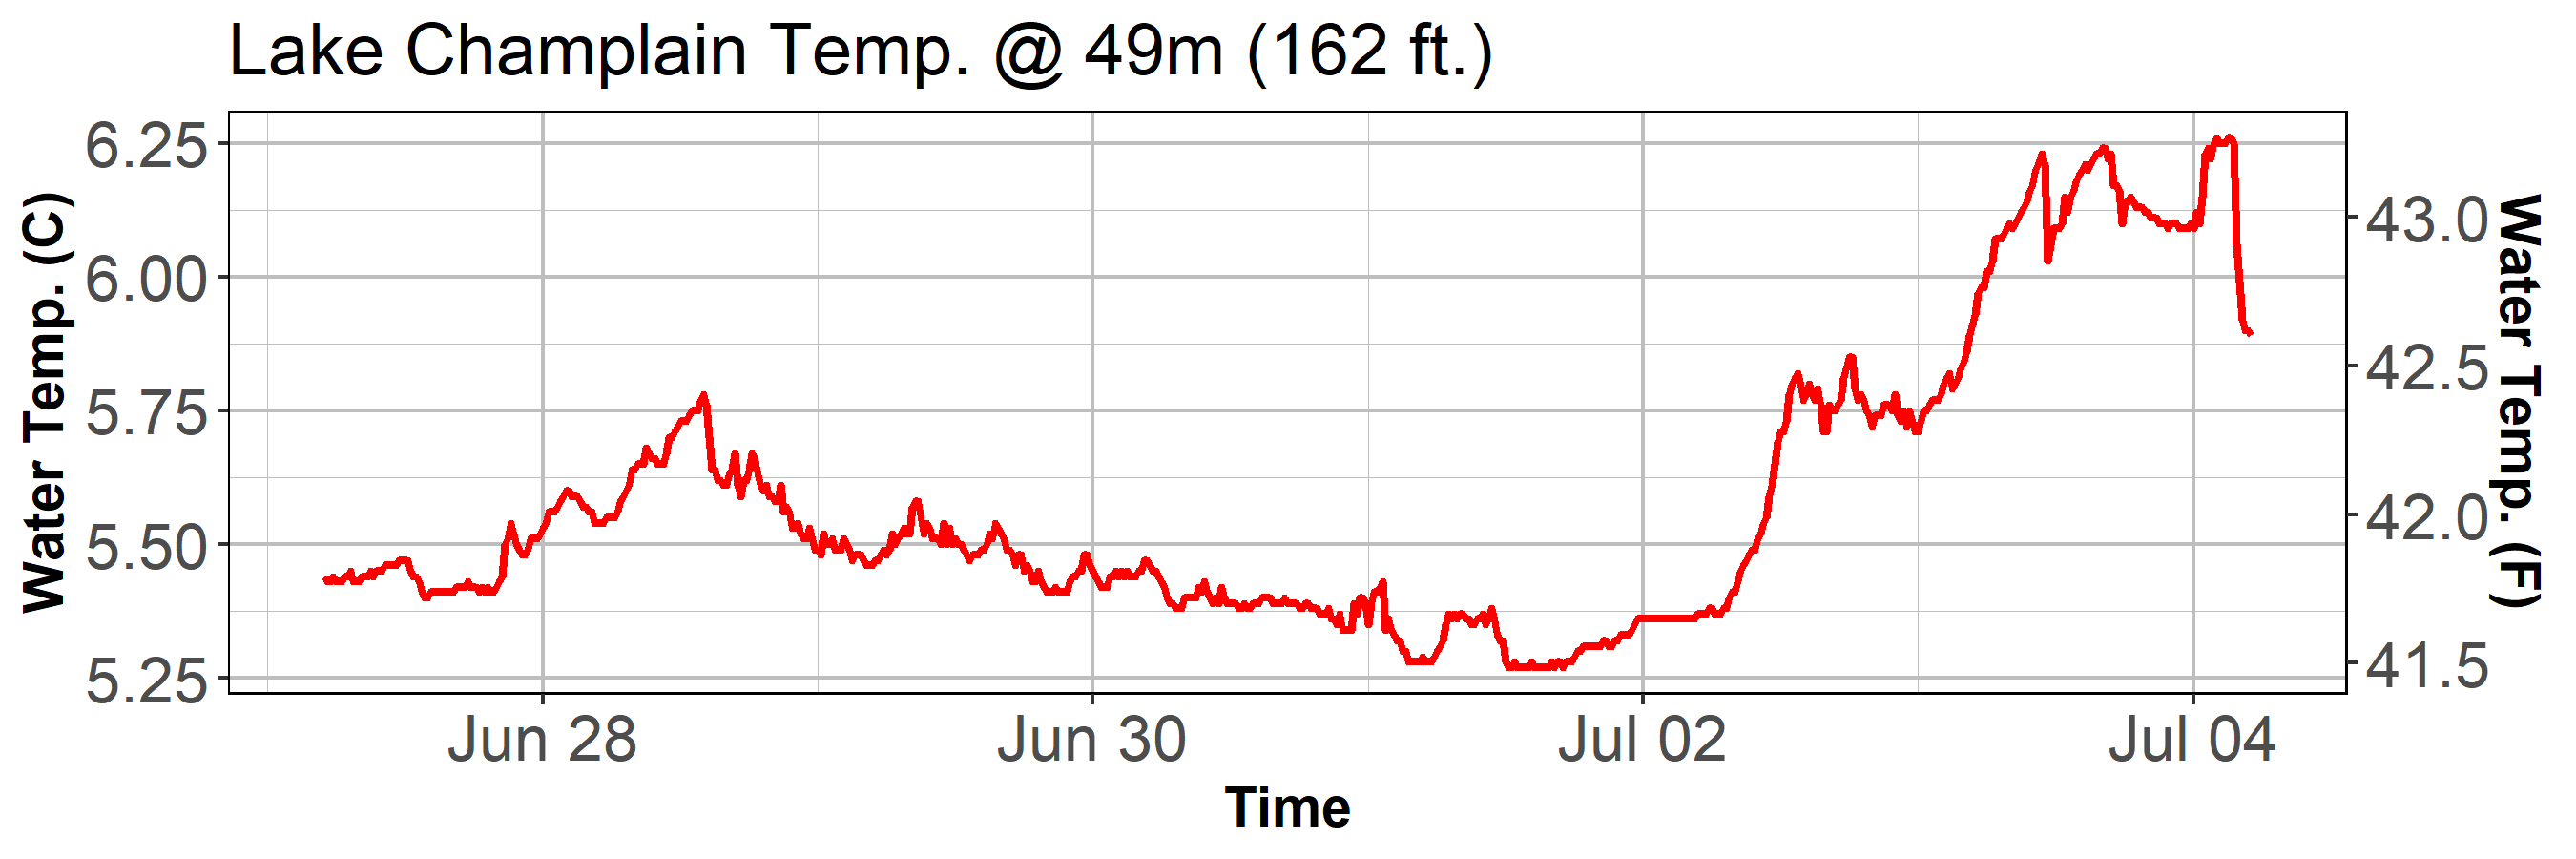 Lake Champlain Temp. @ 49m (162 ft.)
Water Temp. (C)
6.25
6.00
5.75
5.50
5.25
43.0
42.5
42.0
41.5
Water Temp. (F)
Jun 28
Jun 30
Jul 02
Jul 04
Time